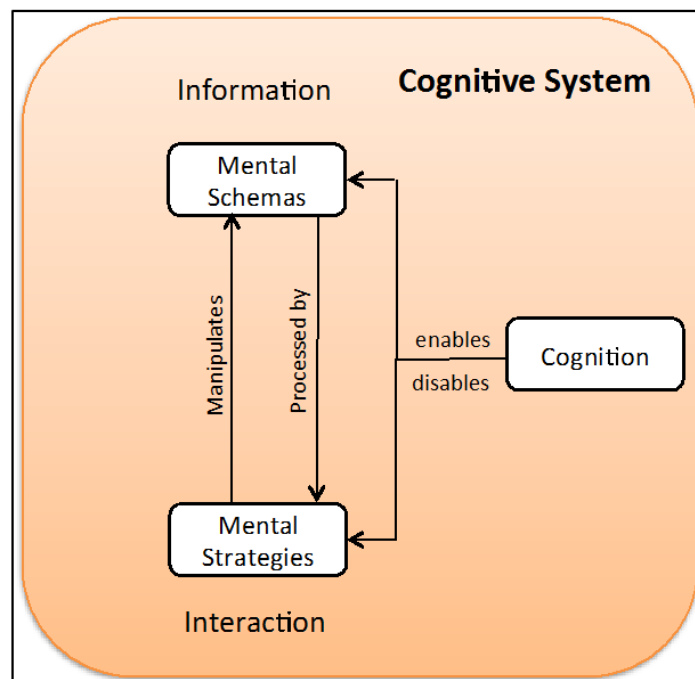 Information
Cognitive System
Mental
Schemas
Manipulates
Processed by
enables
disables
Cognition
Mental
Strategies
Interaction